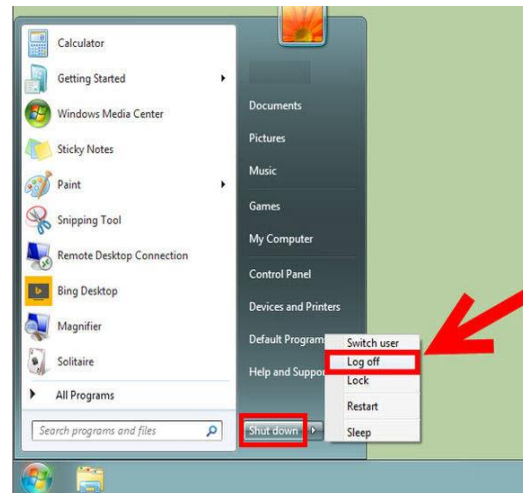 Calculator
Getting Started
Windows Media Center
Sticky Notes
Paint
Snipping Tool
Remote Desktop Connection
Bing Desktop
Magnifier
Solitaire
All Programs
Search programs and files
Documents
Pictures
Music
Games
My Computer
Control Panel
Devices and Printers
Default Program
Help and Suppor
Shut down
Switch user
Log off
Lock
Restart
Sleep